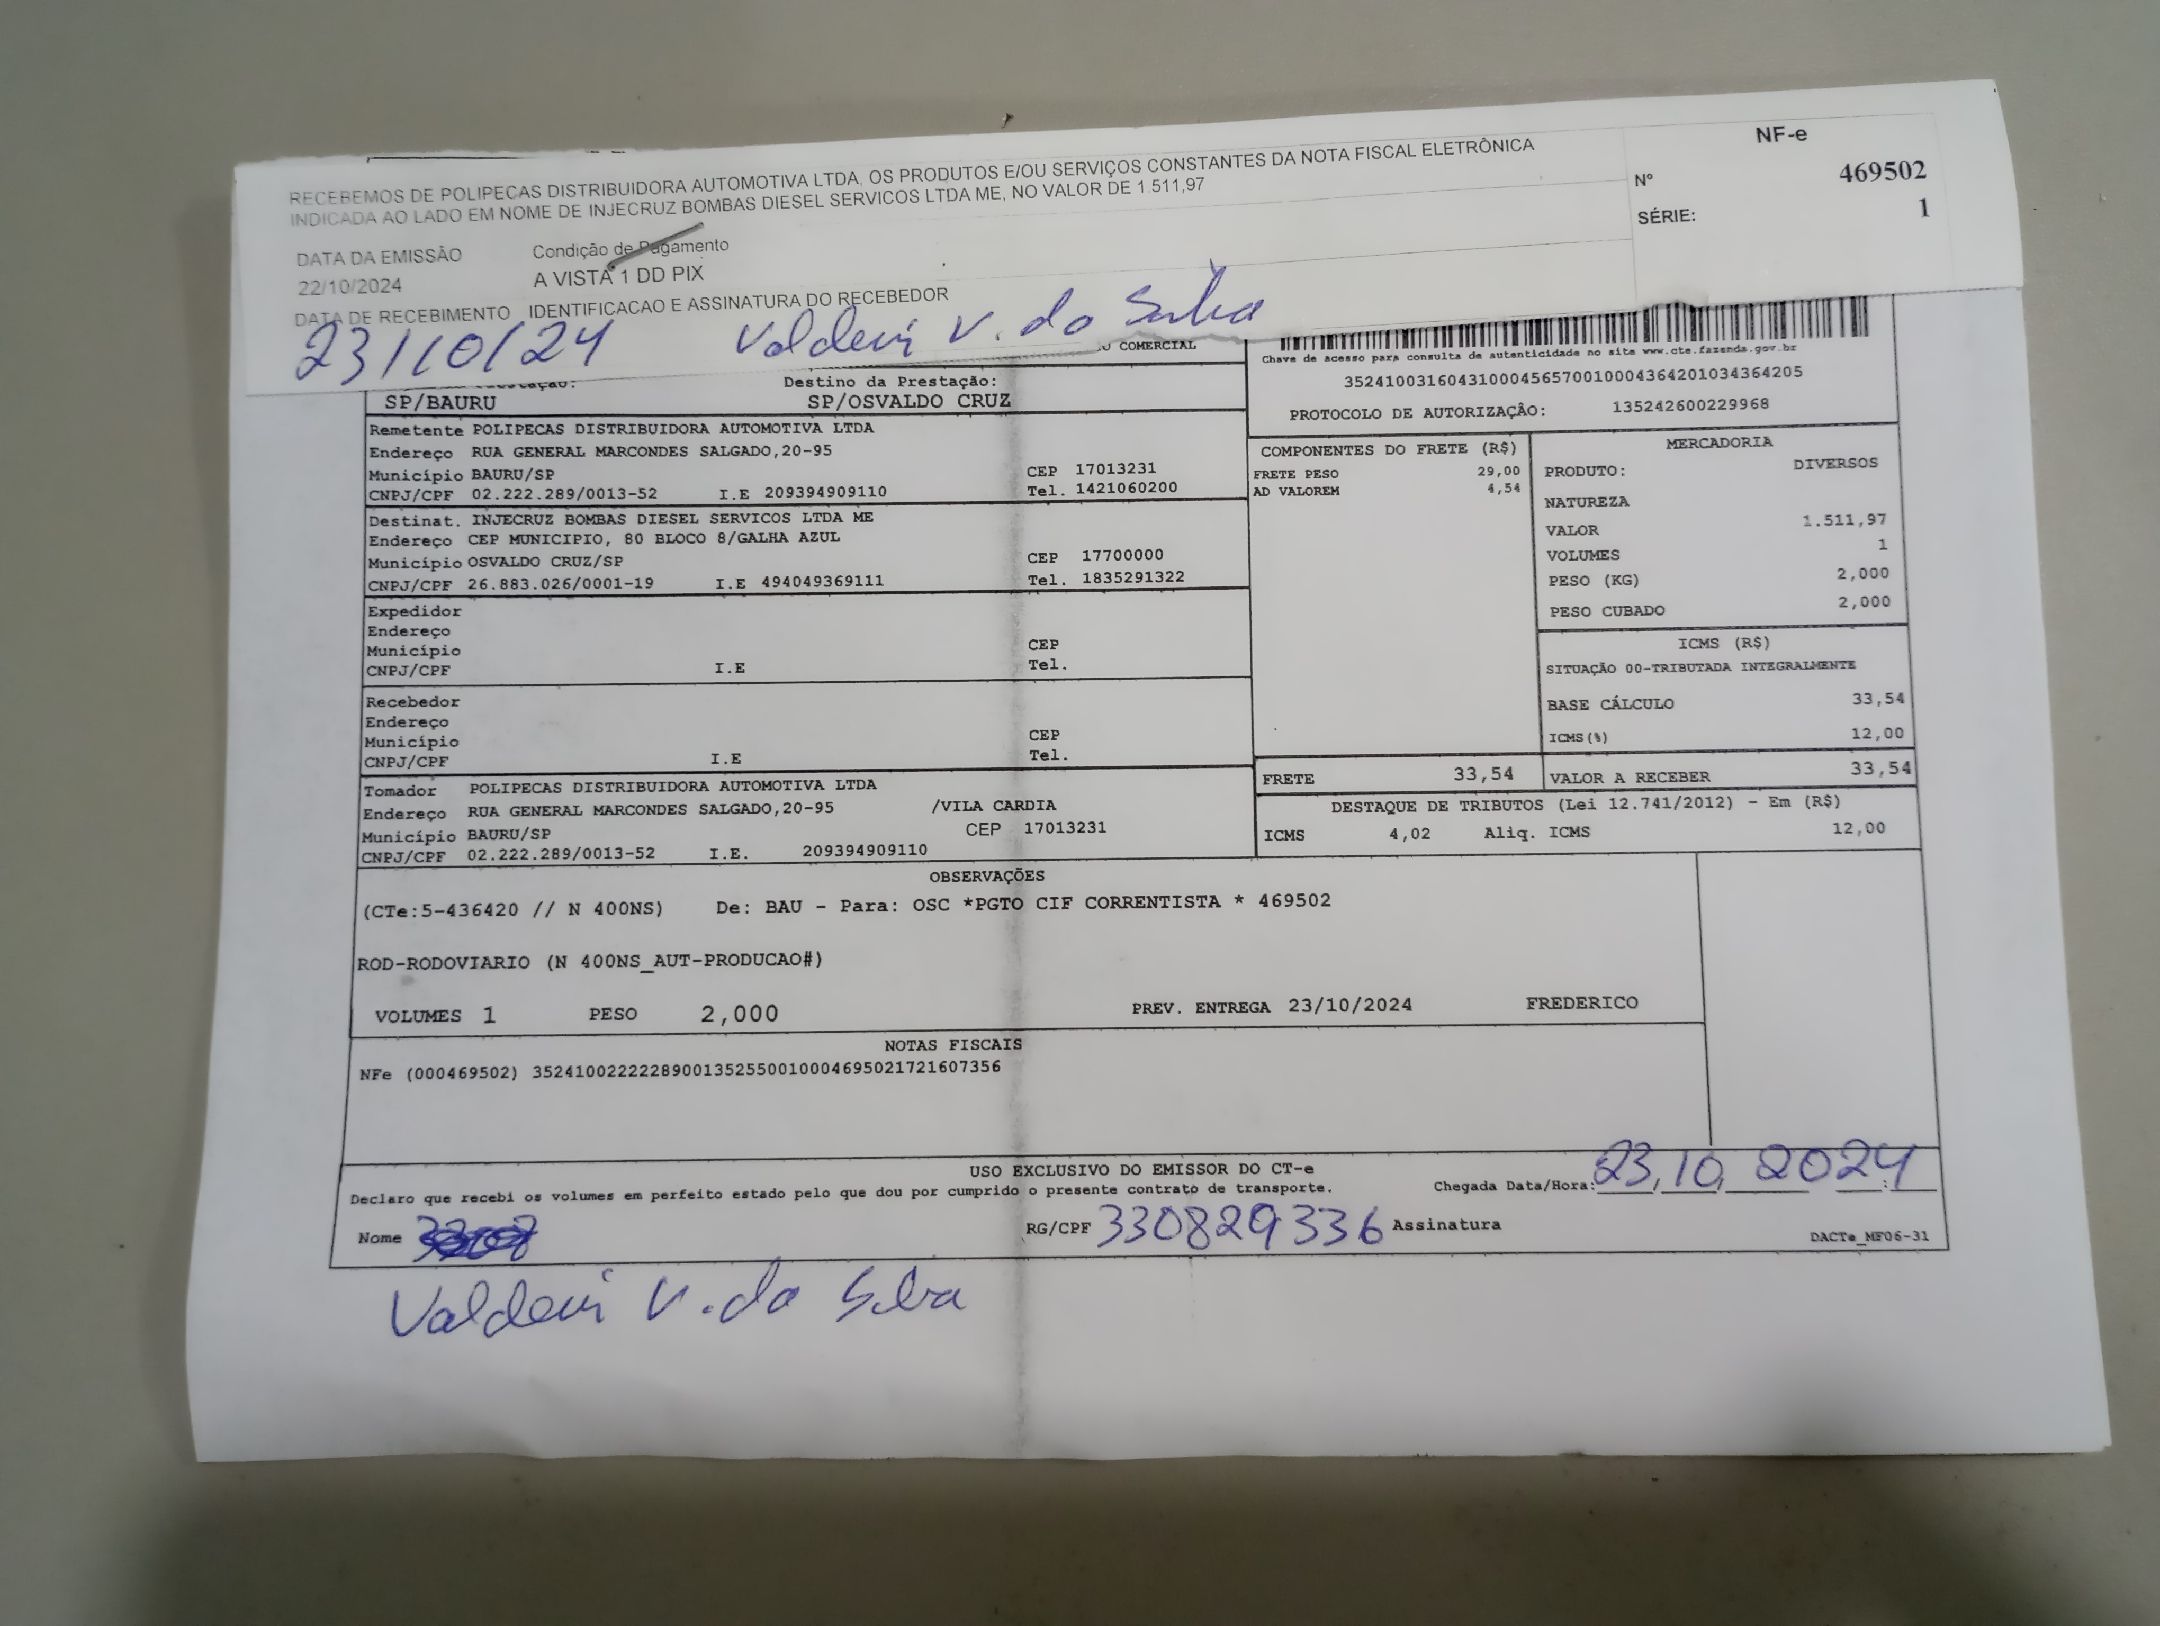 RECEBEMOS DE POLIPECAS DISTRIBUIDORA AUTOMOTIVA LTDA, OS PRODUTOS E/OU SERVIÇOS CONSTANTES DA NOTA FISCAL ELETRÔNICA
INDICADA AO LADO EM NOME DE INJECRUZ BOMBAS DIESEL SERVICOS LTDA ME, NO VALOR DE 1.511,97
NF-e
Nº 469502
SÉRIE: 1
DATA DA EMISSÃO Condição de Pagamento
22/10/2024 A VISTA 1 DD PIX
DATA DE RECEBIMENTO IDENTIFICACAO E ASSINATURA DO RECEBEDOR
23/10/24 Valdeui V. da Silva
COMERCIAL
Chave de acesso para consulta de autenticidade no site www.cte.fazenda.gov.br
35241003160431000456570010004364201034364205
PROTOCOLO DE AUTORIZAÇÃO: 135242600229968
Destino da Prestação:
SP/BAURU SP/OSVALDO CRUZ
Remetente POLIPECAS DISTRIBUIDORA AUTOMOTIVA LTDA
Endereço RUA GENERAL MARCONDES SALGADO,20-95
Município BAURU/SP CEP 17013231
CNPJ/CPF 02.222.289/0013-52 I.E 209394909110 Tel. 1421060200
Destinat. INJECRUZ BOMBAS DIESEL SERVICOS LTDA ME
Endereço CEP MUNICIPIO, 80 BLOCO 8/GALHA AZUL
Município OSVALDO CRUZ/SP CEP 17700000
CNPJ/CPF 26.883.026/0001-19 I.E 494049369111 Tel. 1835291322
Expedidor
Endereço
Município CEP
CNPJ/CPF I.E Tel.
Recebedor
Endereço
Município CEP
CNPJ/CPF I.E Tel.
Tomador POLIPECAS DISTRIBUIDORA AUTOMOTIVA LTDA
Endereço RUA GENERAL MARCONDES SALGADO,20-95 /VILA CARDIA
Município BAURU/SP CEP 17013231
CNPJ/CPF 02.222.289/0013-52 I.E. 209394909110
COMPONENTES DO FRETE (R$)
FRETE PESO 29,00
AD VALOREM 4,54
MERCADORIA
PRODUTO: DIVERSOS
NATUREZA
VALOR 1.511,97
VOLUMES 1
PESO (KG) 2,000
PESO CUBADO 2,000
ICMS (R$)
SITUAÇÃO 00-TRIBUTADA INTEGRALMENTE
BASE CÁLCULO 33,54
ICMS(%) 12,00
FRETE 33,54 VALOR A RECEBER 33,54
DESTAQUE DE TRIBUTOS (Lei 12.741/2012) - Em (R$)
ICMS 4,02 Aliq. ICMS 12,00
OBSERVAÇÕES
(CTe:5-436420 // N 400NS) De: BAU - Para: OSC *PGTO CIF CORRENTISTA * 469502
ROD-RODOVIARIO (N 400NS_AUT-PRODUCAO#)
VOLUMES 1 PESO 2,000 PREV. ENTREGA 23/10/2024 FREDERICO
NOTAS FISCAIS
NFe (000469502) 35241002222289001352550010004695021721607356
USO EXCLUSIVO DO EMISSOR DO CT-e
Declaro que recebi os volumes em perfeito estado pelo que dou por cumprido o presente contrato de transporte. Chegada Data/Hora: 23,10, 2024
Nome RG/CPF 330829336 Assinatura DACTe_MF06-31
Valdeui V. da Silva